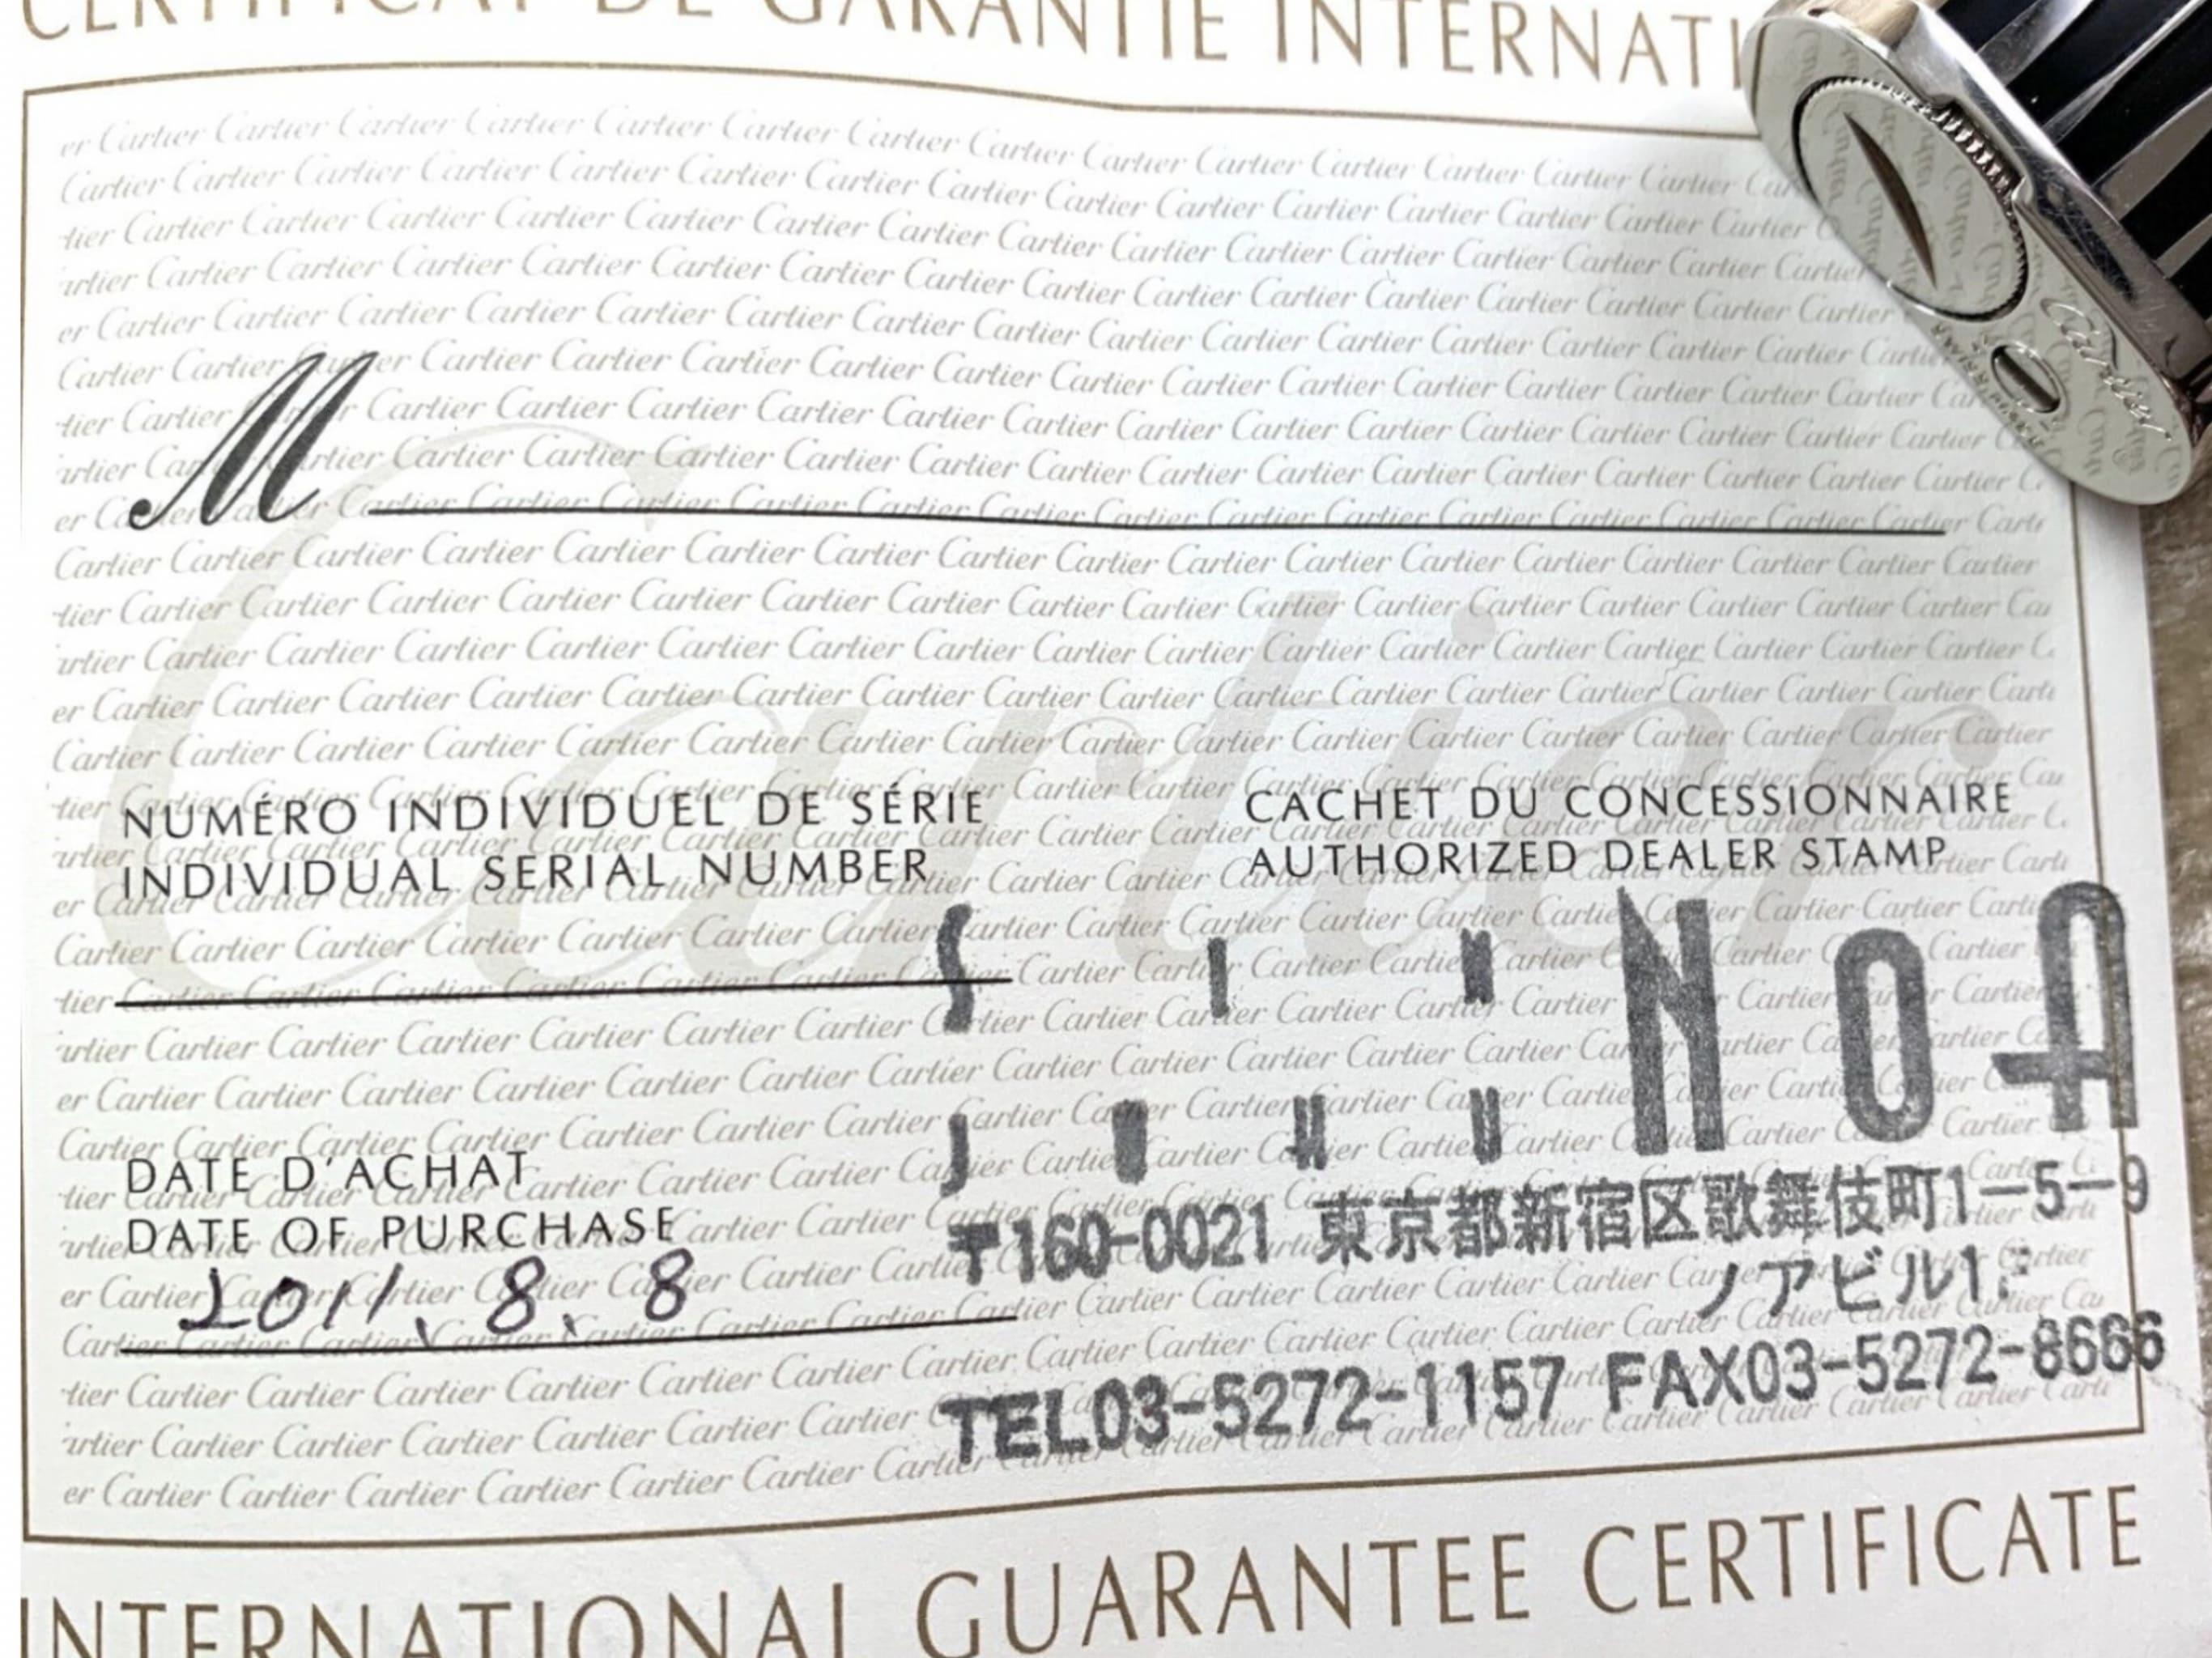 CERTIFICAT DE GARANTIE INTERNATI
M
NUMÉRO INDIVIDUEL DE SÉRIE
INDIVIDUAL SERIAL NUMBER
CACHET DU CONCESSIONNAIRE
AUTHORIZED DEALER STAMP
NOA
DATE D'ACHAT
DATE OF PURCHASE
2011. 8. 8
〒160-0021 東京都新宿区歌舞伎町1-5-9
ノアビル1F
TEL03-5272-1157 FAX03-5272-8666
INTERNATIONAL GUARANTEE CERTIFICATE
Cartier
Cartier